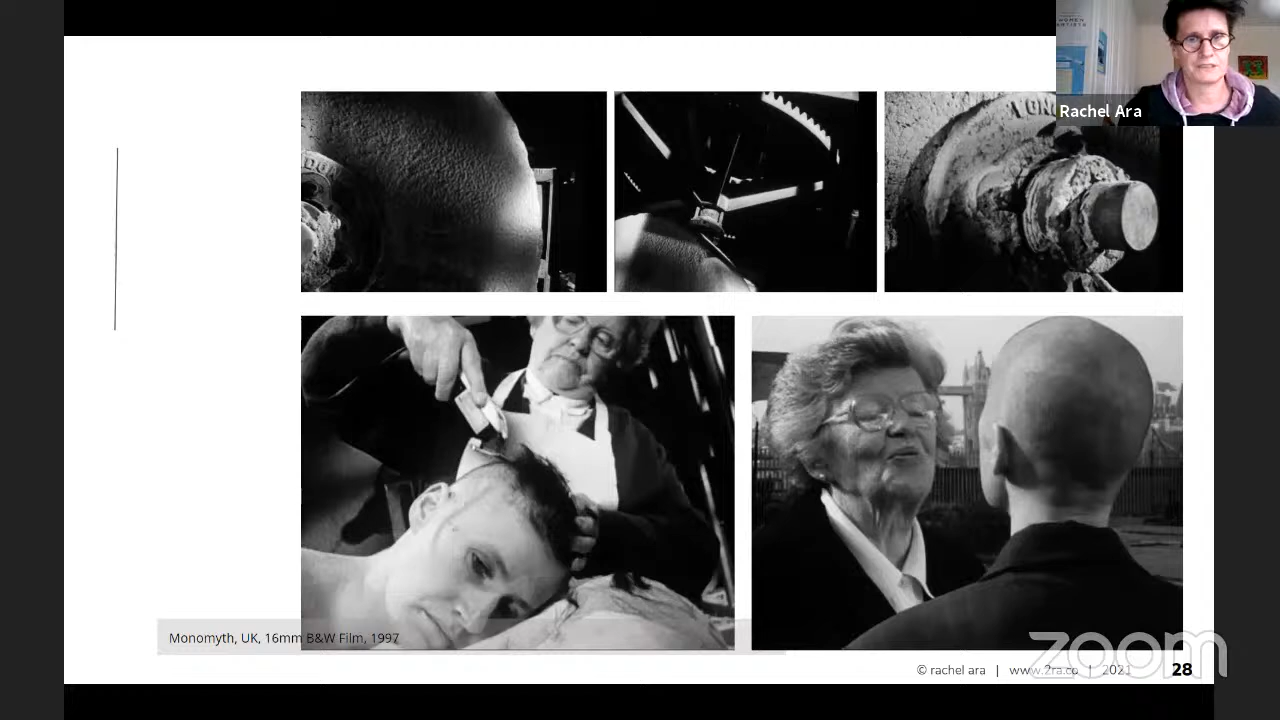 Rachel Ara
Monomyth, UK, 16mm B&W Film, 1997
© rachel ara | www.2ra.co | 2021
28
zoom